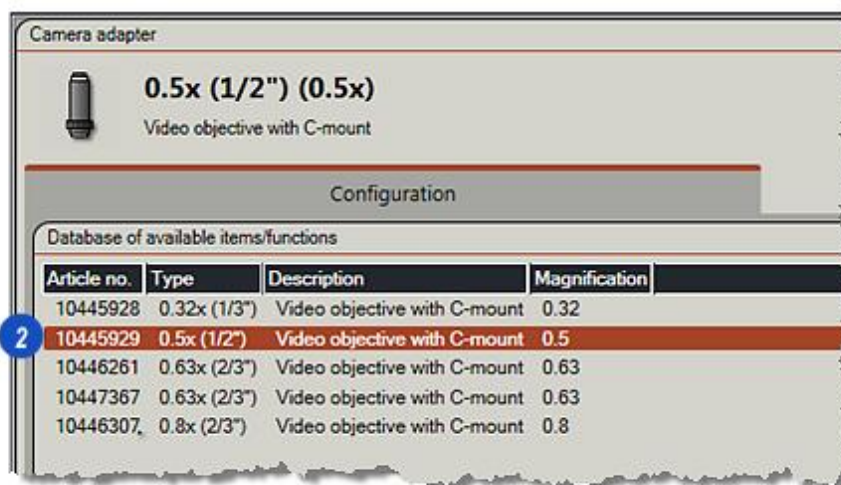 Camera adapter
0.5x (1/2") (0.5x)
Video objective with C-mount
Configuration
Database of available items/functions
Article no. Type Description Magnification
10445928 0.32x (1/3") Video objective with C-mount 0.32
2 10445929 0.5x (1/2") Video objective with C-mount 0.5
10446261 0.63x (2/3") Video objective with C-mount 0.63
10447367 0.63x (2/3") Video objective with C-mount 0.63
10446307, 0.8x (2/3") Video objective with C-mount 0.8